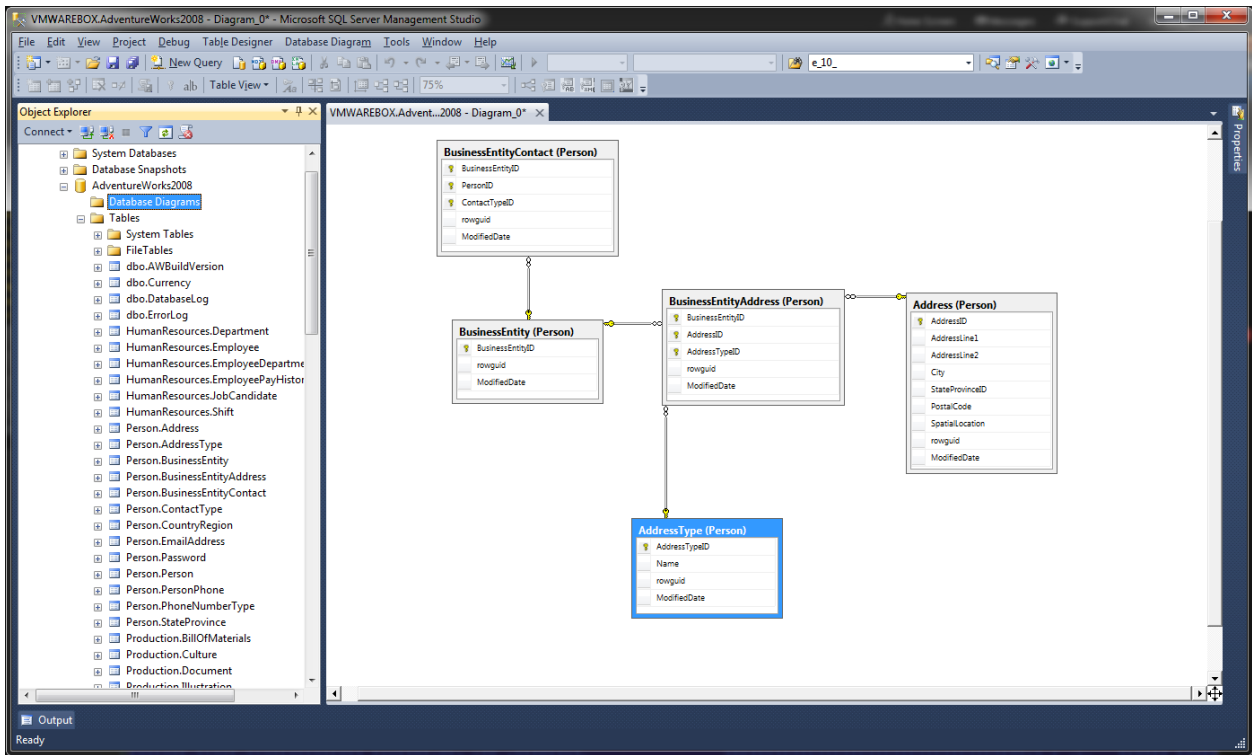 VMWAREBOX.AdventureWorks2008 - Diagram_0* - Microsoft SQL Server Management Studio
File Edit View Project Debug Table Designer Database Diagram Tools Window Help
New Query e_10_
alb Table View 75%
Object Explorer
Connect
System Databases
Database Snapshots
AdventureWorks2008
Database Diagrams
Tables
System Tables
FileTables
dbo.AWBuildVersion
dbo.Currency
dbo.DatabaseLog
dbo.ErrorLog
HumanResources.Department
HumanResources.Employee
HumanResources.EmployeeDepartme
HumanResources.EmployeePayHistor
HumanResources.JobCandidate
HumanResources.Shift
Person.Address
Person.AddressType
Person.BusinessEntity
Person.BusinessEntityAddress
Person.BusinessEntityContact
Person.ContactType
Person.CountryRegion
Person.EmailAddress
Person.Password
Person.Person
Person.PersonPhone
Person.PhoneNumberType
Person.StateProvince
Production.BillOfMaterials
Production.Culture
Production.Document
Production.Illustration
VMWAREBOX.Advent...2008 - Diagram_0*
BusinessEntityContact (Person)
BusinessEntityID
PersonID
ContactTypeID
rowguid
ModifiedDate
BusinessEntity (Person)
BusinessEntityID
rowguid
ModifiedDate
BusinessEntityAddress (Person)
BusinessEntityID
AddressID
AddressTypeID
rowguid
ModifiedDate
Address (Person)
AddressID
AddressLine1
AddressLine2
City
StateProvinceID
PostalCode
SpatialLocation
rowguid
ModifiedDate
AddressType (Person)
AddressTypeID
Name
rowguid
ModifiedDate
Properties
Output
Ready